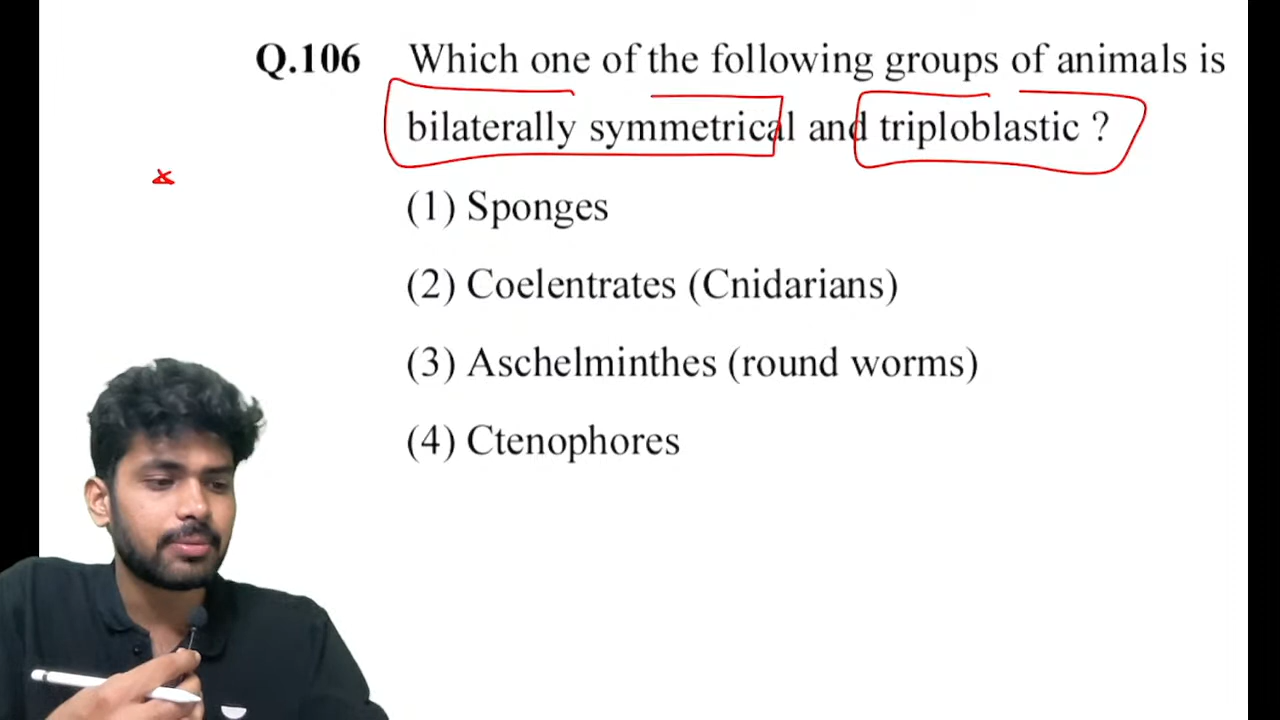 Q.106 Which one of the following groups of animals is
bilaterally symmetrical and triploblastic ?
(1) Sponges
(2) Coelentrates (Cnidarians)
(3) Aschelminthes (round worms)
(4) Ctenophores